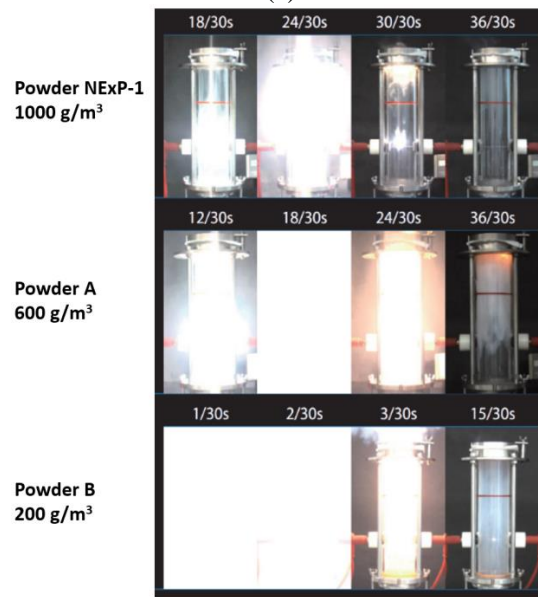 18/30s 24/30s 30/30s 36/30s
Powder NExP-1
1000 g/m³
12/30s 18/30s 24/30s 36/30s
Powder A
600 g/m³
1/30s 2/30s 3/30s 15/30s
Powder B
200 g/m³